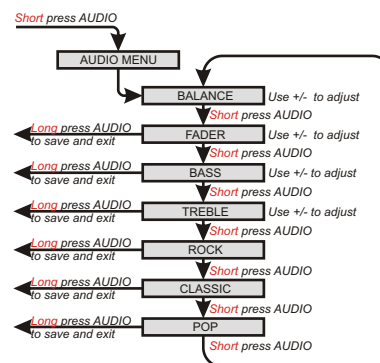 Short press AUDIO
AUDIO MENU
BALANCE Use +/- to adjust
Short press AUDIO
Long press AUDIO
to save and exit
FADER Use +/- to adjust
Short press AUDIO
Long press AUDIO
to save and exit
BASS Use +/- to adjust
Short press AUDIO
Long press AUDIO
to save and exit
TREBLE Use +/- to adjust
Short press AUDIO
Long press AUDIO
to save and exit
ROCK
Short press AUDIO
Long press AUDIO
to save and exit
CLASSIC
Short press AUDIO
Long press AUDIO
to save and exit
POP
Short press AUDIO